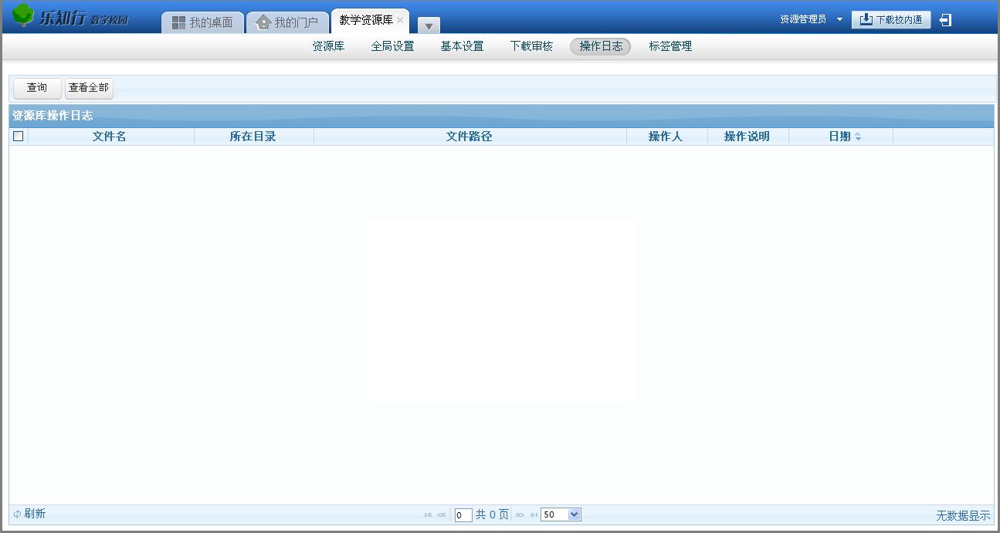 乐知行 数字校园 我的桌面 我的门户 教学资源库 资源管理员 下载校内通
资源库 全局设置 基本设置 下载审核 操作日志 标签管理
查询 查看全部
资源库操作日志
文件名 所在目录 文件路径 操作人 操作说明 日期
刷新 0 共 0 页 50 无数据显示